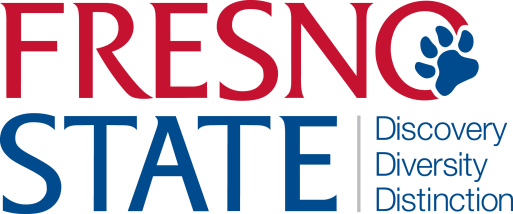 FRESNO
STATE
Discovery
Diversity
Distinction